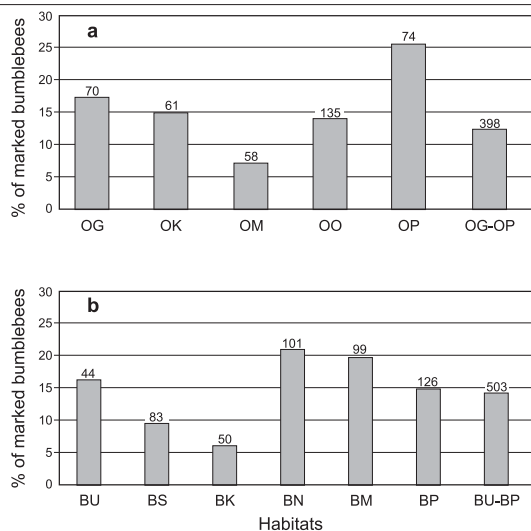 a
% of marked bumblebees
30
25
20
15
10
5
0
70
61
58
135
74
398
OG
OK
OM
OO
OP
OG-OP
b
% of marked bumblebees
30
25
20
15
10
5
0
44
83
50
101
99
126
503
BU
BS
BK
BN
BM
BP
BU-BP
Habitats